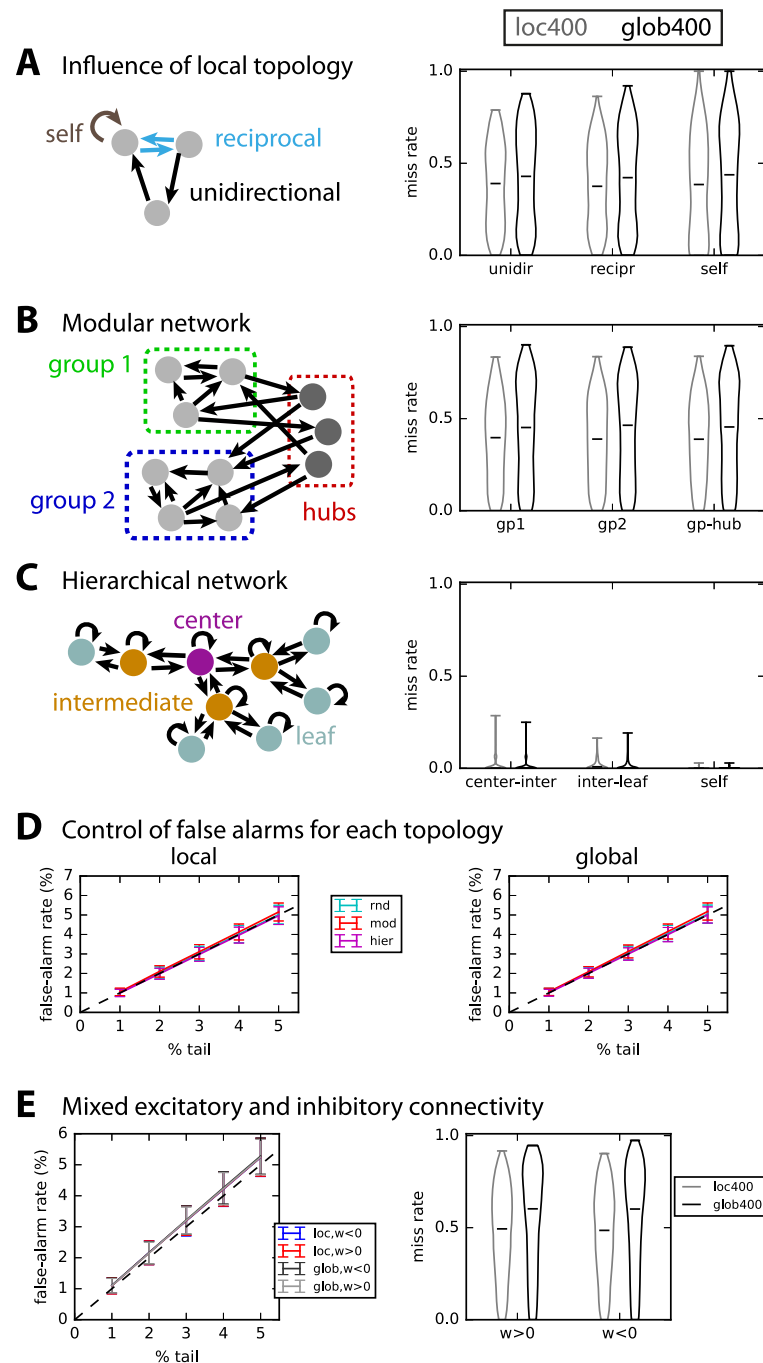 loc400 glob400
A Influence of local topology
self
reciprocal
unidirectional
miss rate
1.0
0.5
0.0
unidir recipr self
B Modular network
group 1
group 2
hubs
miss rate
1.0
0.5
0.0
gp1 gp2 gp-hub
C Hierarchical network
center
intermediate
leaf
miss rate
1.0
0.5
0.0
center-inter inter-leaf self
D Control of false alarms for each topology
local
false-alarm rate (%)
7
6
5
4
3
2
1
0
0 1 2 3 4 5
% tail
rnd
mod
hier
global
false-alarm rate (%)
7
6
5
4
3
2
1
0
0 1 2 3 4 5
% tail
E Mixed excitatory and inhibitory connectivity
false-alarm rate (%)
6
5
4
3
2
1
0
0 1 2 3 4 5
% tail
loc,w<0
loc,w>0
glob,w<0
glob,w>0
miss rate
1.0
0.5
0.0
w>0 w<0
loc400
glob400